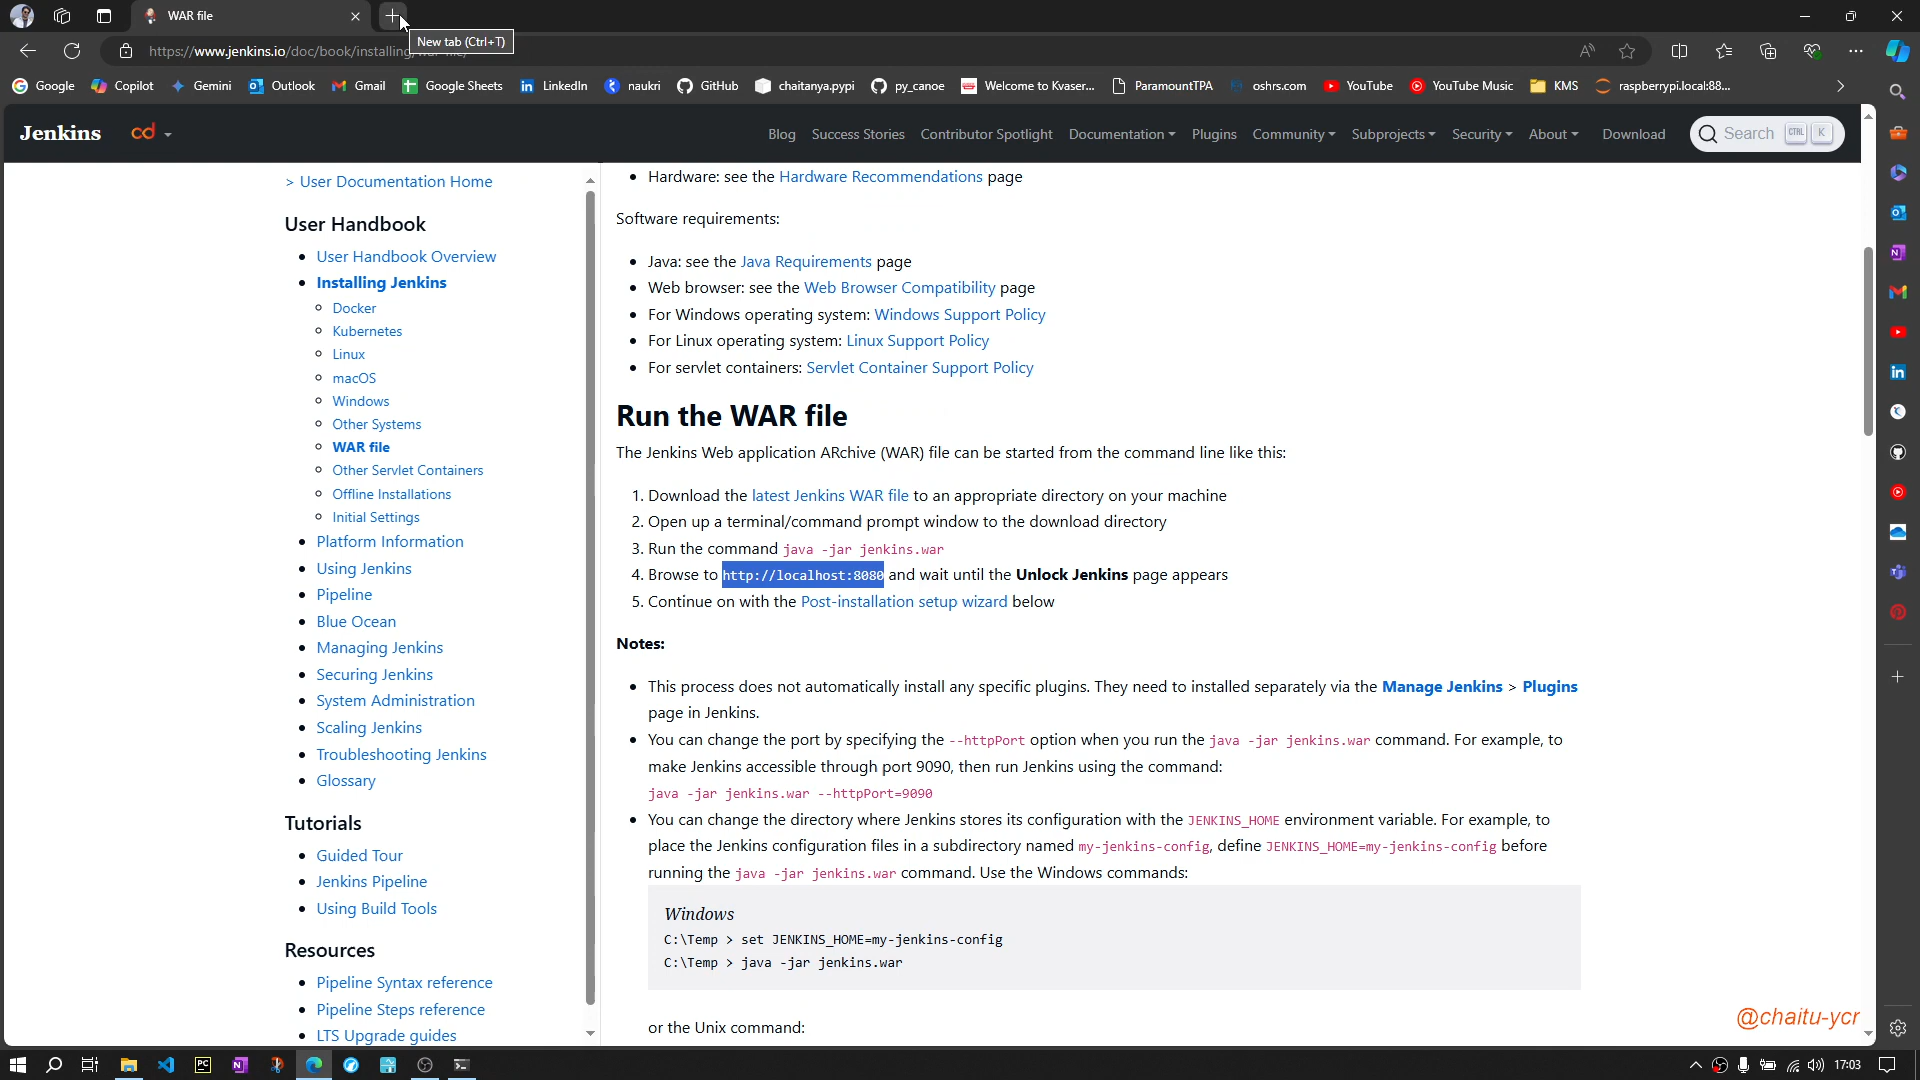 WAR file
New tab (Ctrl+T)
https://www.jenkins.io/doc/book/installing
Google
Copilot
Gemini
Outlook
Gmail
Google Sheets
LinkedIn
naukri
GitHub
chaitanya.pypi
py_canoe
Welcome to Kvaser...
ParamountTPA
oshrs.com
YouTube
YouTube Music
KMS
raspberrypi.local:88...
Jenkins
cd
Blog
Success Stories
Contributor Spotlight
Documentation
Plugins
Community
Subprojects
Security
About
Download
Search CTRL K
> User Documentation Home
User Handbook
User Handbook Overview
Installing Jenkins
Docker
Kubernetes
Linux
macOS
Windows
Other Systems
WAR file
Other Servlet Containers
Offline Installations
Initial Settings
Platform Information
Using Jenkins
Pipeline
Blue Ocean
Managing Jenkins
Securing Jenkins
System Administration
Scaling Jenkins
Troubleshooting Jenkins
Glossary
Tutorials
Guided Tour
Jenkins Pipeline
Using Build Tools
Resources
Pipeline Syntax reference
Pipeline Steps reference
LTS Upgrade guides
Hardware: see the Hardware Recommendations page
Software requirements:
Java: see the Java Requirements page
Web browser: see the Web Browser Compatibility page
For Windows operating system: Windows Support Policy
For Linux operating system: Linux Support Policy
For servlet containers: Servlet Container Support Policy
Run the WAR file
The Jenkins Web application ARchive (WAR) file can be started from the command line like this:
1. Download the latest Jenkins WAR file to an appropriate directory on your machine
2. Open up a terminal/command prompt window to the download directory
3. Run the command java -jar jenkins.war
4. Browse to http://localhost:8080 and wait until the Unlock Jenkins page appears
5. Continue on with the Post-installation setup wizard below
Notes:
This process does not automatically install any specific plugins. They need to installed separately via the Manage Jenkins > Plugins
page in Jenkins.
You can change the port by specifying the --httpPort option when you run the java -jar jenkins.war command. For example, to
make Jenkins accessible through port 9090, then run Jenkins using the command:
java -jar jenkins.war --httpPort=9090
You can change the directory where Jenkins stores its configuration with the JENKINS_HOME environment variable. For example, to
place the Jenkins configuration files in a subdirectory named my-jenkins-config, define JENKINS_HOME=my-jenkins-config before
running the java -jar jenkins.war command. Use the Windows commands:
Windows
C:\Temp > set JENKINS_HOME=my-jenkins-config
C:\Temp > java -jar jenkins.war
or the Unix command:
@chaitu-ycr
17:03